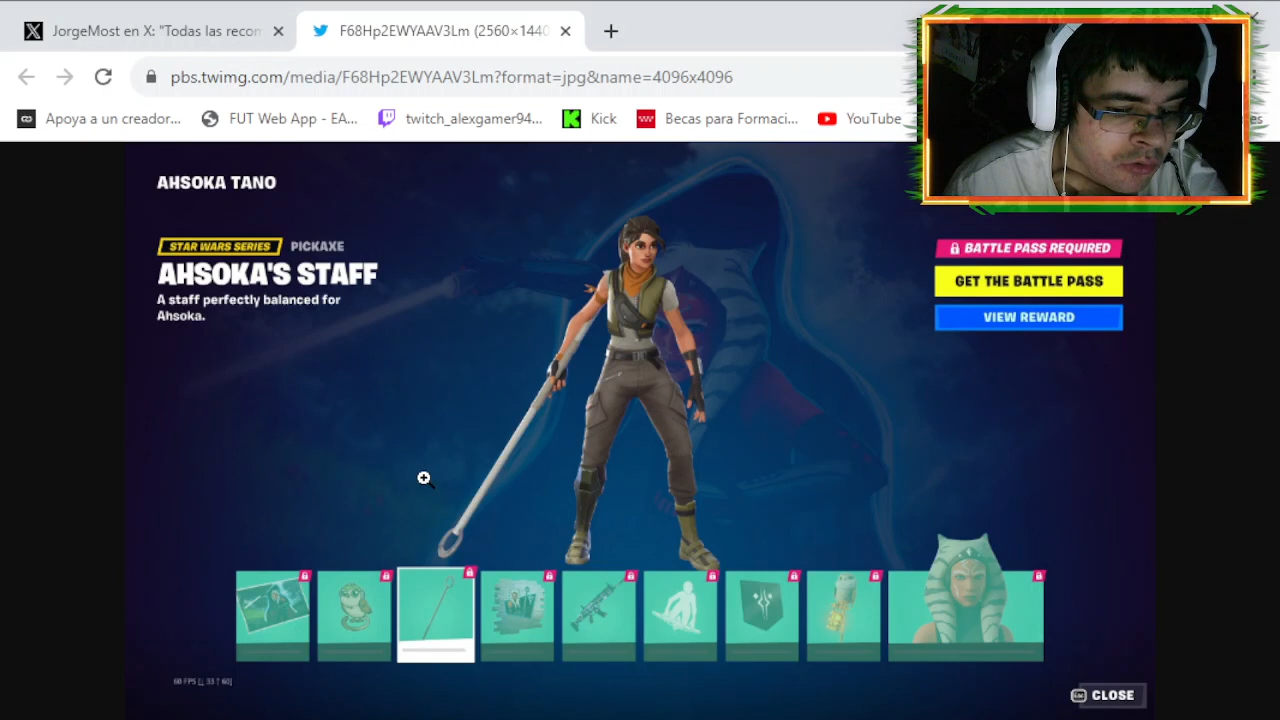 JorgeMost en X: "Todas las recon
F68Hp2EWYAAV3Lm (2560×1440
pbs.twimg.com/media/F68Hp2EWYAAV3Lm?format=jpg&name=4096x4096
Apoya a un creador... FUT Web App - EA... twitch_alexgamer94... Kick Becas para Formaci... YouTube
AHSOKA TANO
STAR WARS SERIES PICKAXE
AHSOKA'S STAFF
A staff perfectly balanced for
Ahsoka.
BATTLE PASS REQUIRED
GET THE BATTLE PASS
VIEW REWARD
CLOSE